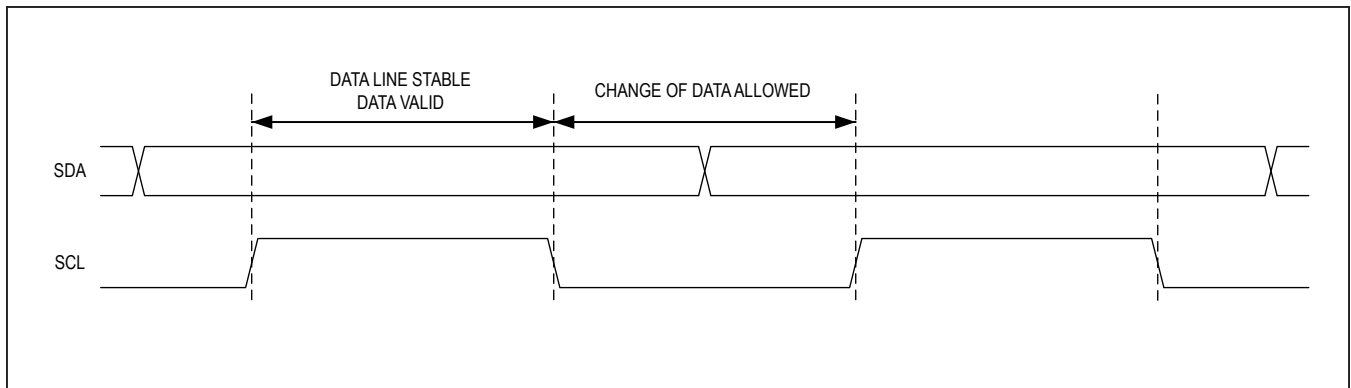 DATA LINE STABLE
DATA VALID
CHANGE OF DATA ALLOWED
SDA
SCL